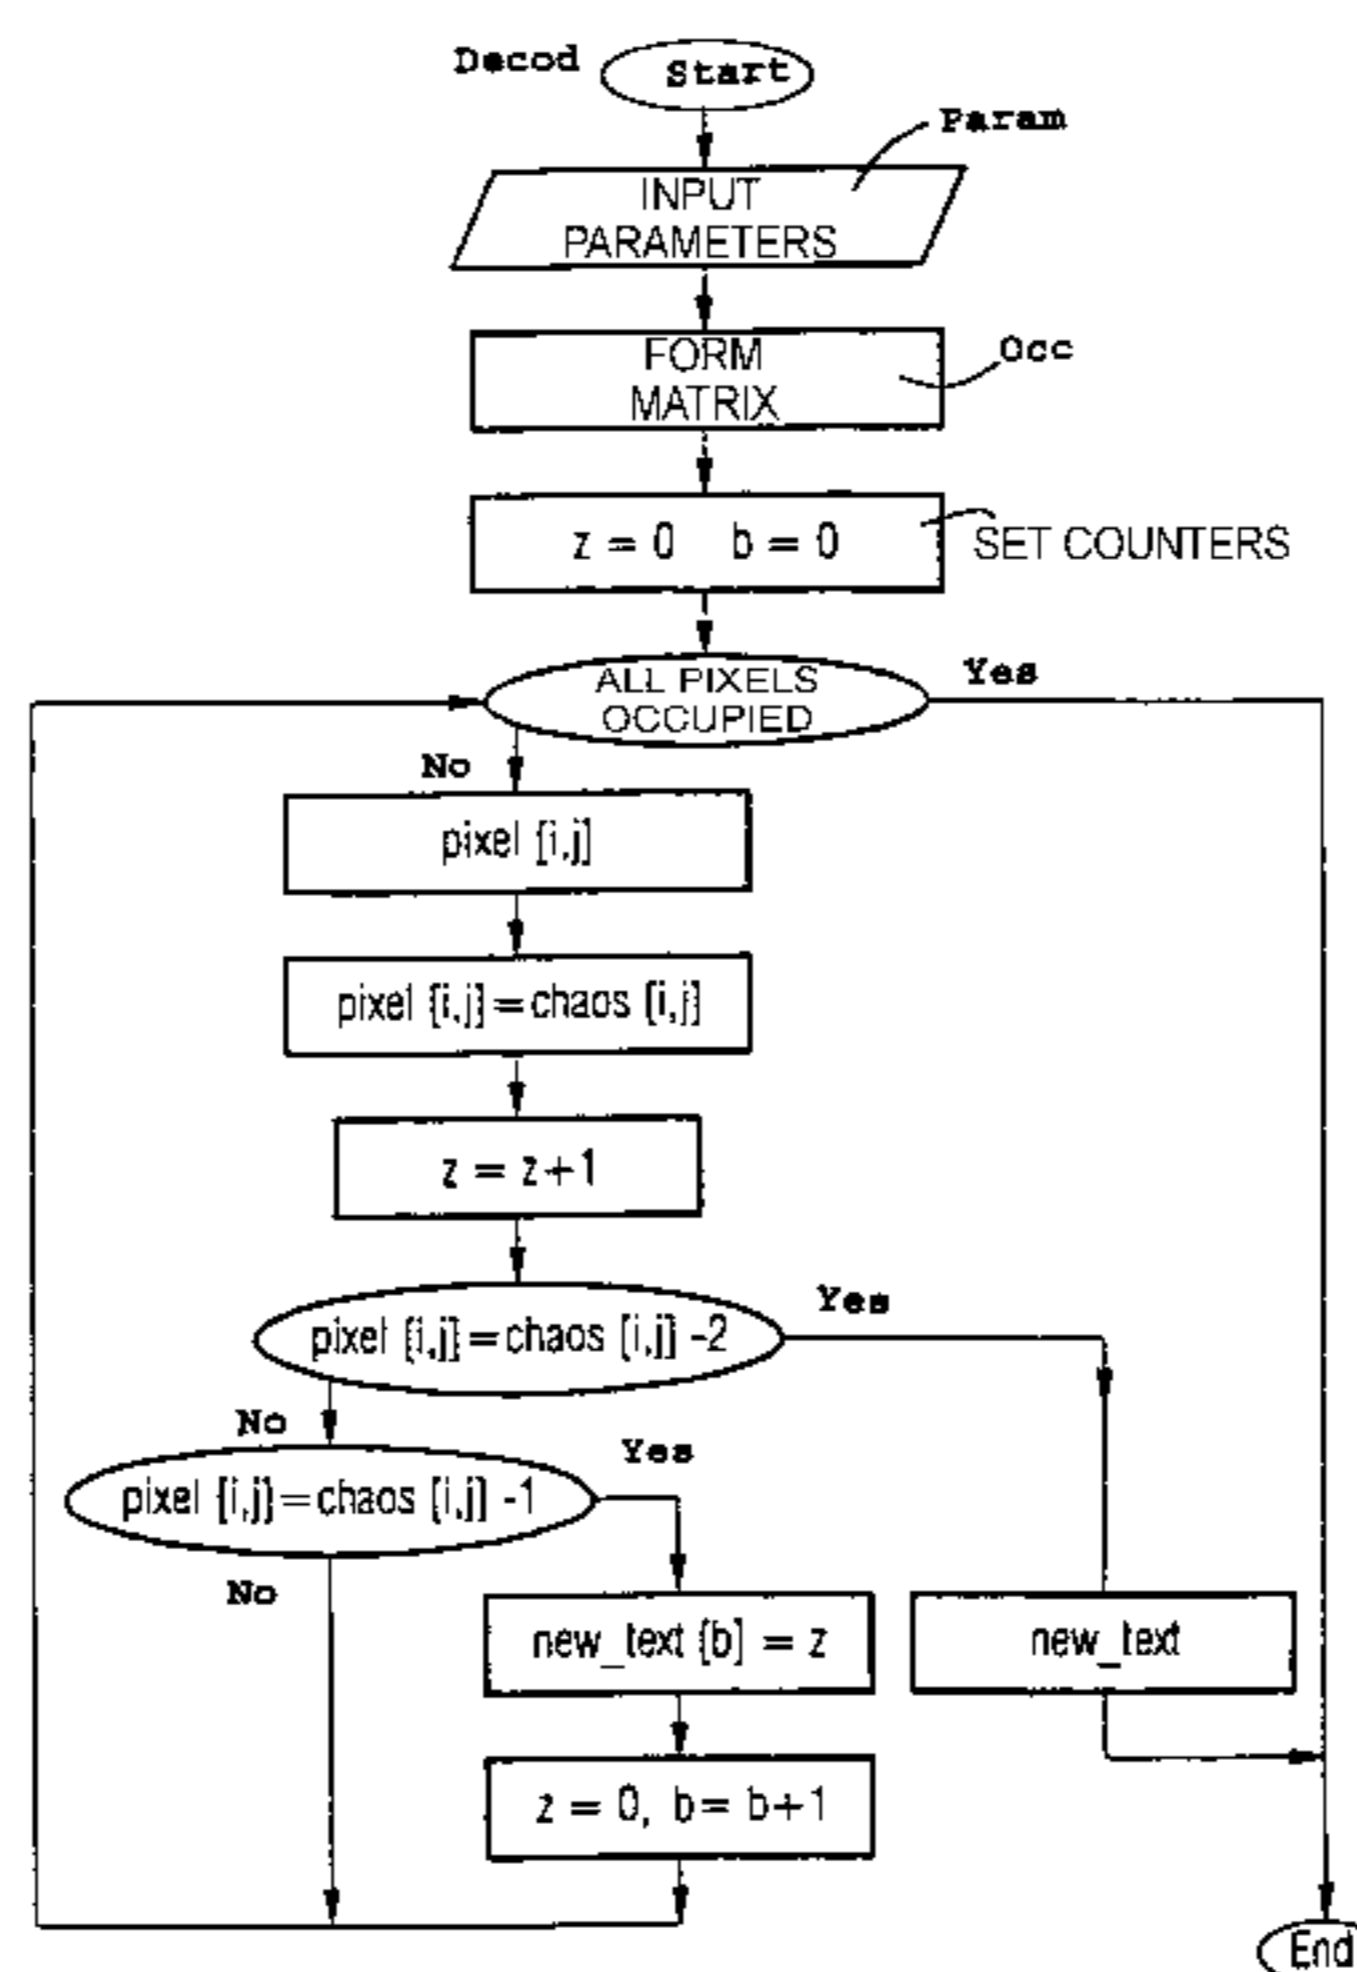 Decod
Start
Param
INPUT
PARAMETERS
FORM
MATRIX
Occ
z = 0 b = 0
SET COUNTERS
ALL PIXELS
OCCUPIED
Yes
No
pixel [i,j]
pixel [i,j] = chaos [i,j]
z = z+1
pixel [i,j] = chaos [i,j] -2
Yes
No
pixel [i,j] = chaos [i,j] -1
Yes
No
new_text [b] = z
new_text
z = 0, b= b+1
End